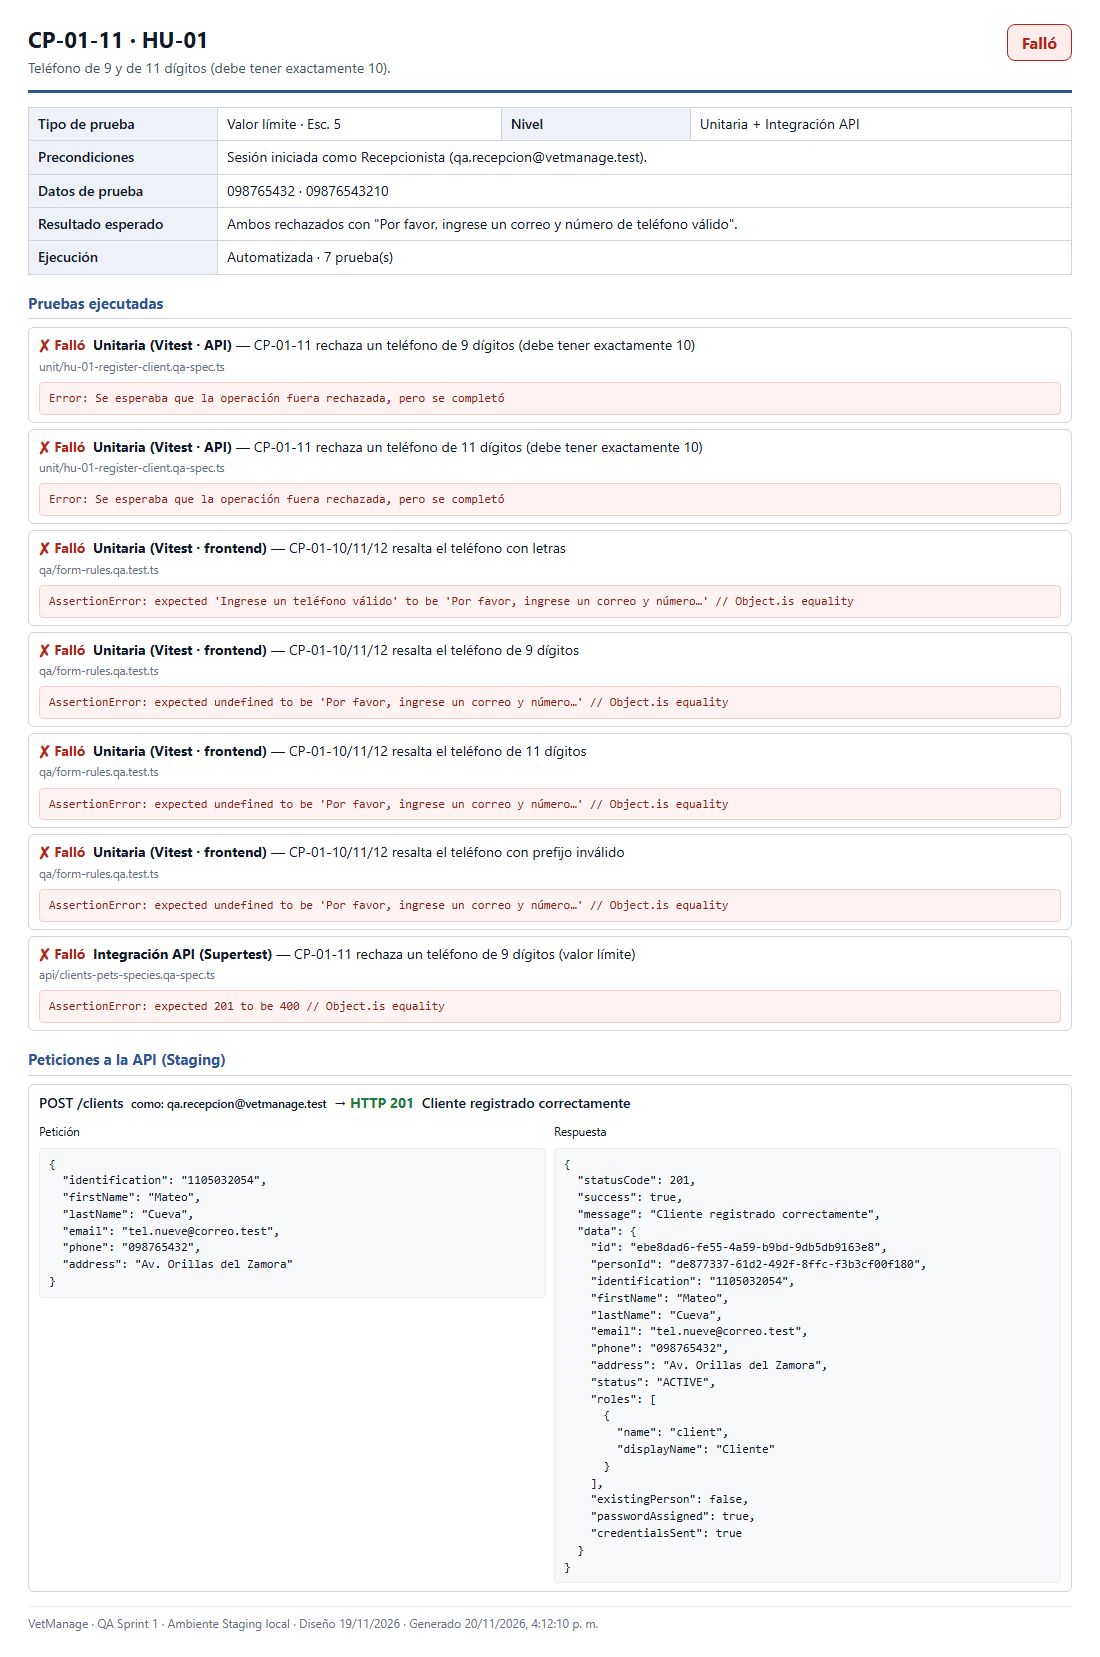 CP-01-11 · HU-01
Falló
Teléfono de 9 y de 11 dígitos (debe tener exactamente 10).
Tipo de prueba Valor límite · Esc. 5 Nivel Unitaria + Integración API
Precondiciones Sesión iniciada como Recepcionista (qa.recepcion@vetmanage.test).
Datos de prueba 098765432 · 09876543210
Resultado esperado Ambos rechazados con "Por favor, ingrese un correo y número de teléfono válido".
Ejecución Automatizada · 7 prueba(s)
Pruebas ejecutadas
✘ Falló Unitaria (Vitest · API) — CP-01-11 rechaza un teléfono de 9 dígitos (debe tener exactamente 10)
unit/hu-01-register-client.qa-spec.ts
Error: Se esperaba que la operación fuera rechazada, pero se completó
✘ Falló Unitaria (Vitest · API) — CP-01-11 rechaza un teléfono de 11 dígitos (debe tener exactamente 10)
unit/hu-01-register-client.qa-spec.ts
Error: Se esperaba que la operación fuera rechazada, pero se completó
✘ Falló Unitaria (Vitest · frontend) — CP-01-10/11/12 resalta el teléfono con letras
qa/form-rules.qa.test.ts
AssertionError: expected 'Ingrese un teléfono válido' to be 'Por favor, ingrese un correo y número…' // Object.is equality
✘ Falló Unitaria (Vitest · frontend) — CP-01-10/11/12 resalta el teléfono de 9 dígitos
qa/form-rules.qa.test.ts
AssertionError: expected undefined to be 'Por favor, ingrese un correo y número…' // Object.is equality
✘ Falló Unitaria (Vitest · frontend) — CP-01-10/11/12 resalta el teléfono de 11 dígitos
qa/form-rules.qa.test.ts
AssertionError: expected undefined to be 'Por favor, ingrese un correo y número…' // Object.is equality
✘ Falló Unitaria (Vitest · frontend) — CP-01-10/11/12 resalta el teléfono con prefijo inválido
qa/form-rules.qa.test.ts
AssertionError: expected undefined to be 'Por favor, ingrese un correo y número…' // Object.is equality
✘ Falló Integración API (Supertest) — CP-01-11 rechaza un teléfono de 9 dígitos (valor límite)
api/clients-pets-species.qa-spec.ts
AssertionError: expected 201 to be 400 // Object.is equality
Peticiones a la API (Staging)
POST /clients como: qa.recepcion@vetmanage.test → HTTP 201 Cliente registrado correctamente
Petición
{
"identification": "1105032054",
"firstName": "Mateo",
"lastName": "Cueva",
"email": "tel.nueve@correo.test",
"phone": "098765432",
"address": "Av. Orillas del Zamora"
}
Respuesta
{
"statusCode": 201,
"success": true,
"message": "Cliente registrado correctamente",
"data": {
"id": "ebe8dad6-fe55-4a59-b9bd-9db5db9163e8",
"personId": "de877337-61d2-492f-8ffc-f3b3cf00f180",
"identification": "1105032054",
"firstName": "Mateo",
"lastName": "Cueva",
"email": "tel.nueve@correo.test",
"phone": "098765432",
"address": "Av. Orillas del Zamora",
"status": "ACTIVE",
"roles": [
{
"name": "client",
"displayName": "Cliente"
}
],
"existingPerson": false,
"passwordAssigned": true,
"credentialsSent": true
}
}
VetManage · QA Sprint 1 · Ambiente Staging local · Diseño 19/11/2026 · Generado 20/11/2026, 4:12:10 p. m.